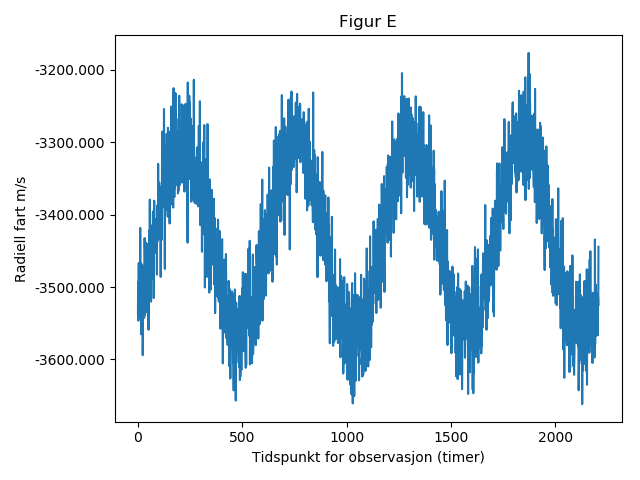 Figur E
-3200.000
-3300.000
-3400.000
-3500.000
-3600.000
Radiell fart m/s
0 500 1000 1500 2000
Tidspunkt for observasjon (timer)